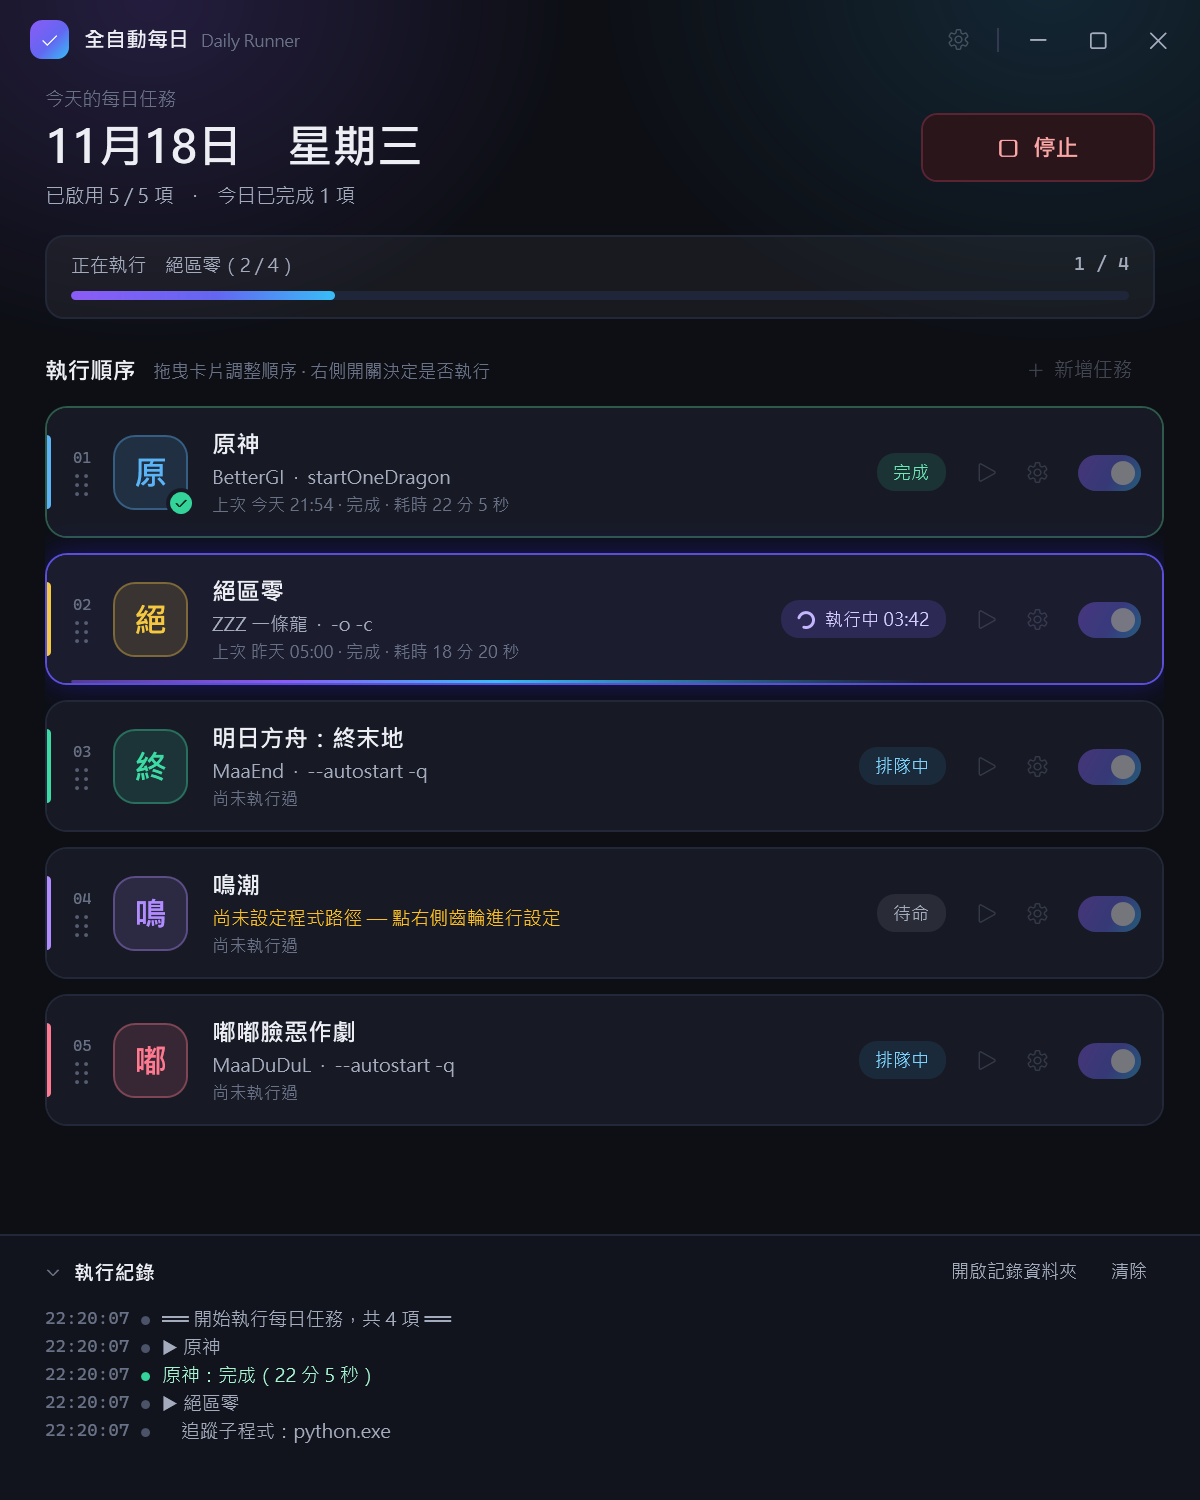 全自動每日 Daily Runner
今天的每日任務
11月18日 星期三
已啟用 5 / 5 項 · 今日已完成 1 項
停止
正在執行 絕區零 ( 2 / 4 )
1 / 4
執行順序 拖曳卡片調整順序 · 右側開關決定是否執行
+ 新增任務
01
原
原神
BetterGI · startOneDragon
上次 今天 21:54 · 完成 · 耗時 22 分 5 秒
完成
02
絕
絕區零
ZZZ 一條龍 · -o -c
上次 昨天 05:00 · 完成 · 耗時 18 分 20 秒
執行中 03:42
03
終
明日方舟：終末地
MaaEnd · --autostart -q
尚未執行過
排隊中
04
鳴
鳴潮
尚未設定程式路徑 — 點右側齒輪進行設定
尚未執行過
待命
05
嘟
嘟嘟臉惡作劇
MaaDuDuL · --autostart -q
尚未執行過
排隊中
執行紀錄
開啟記錄資料夾 清除
22:20:07 ● ══ 開始執行每日任務，共 4 項 ══
22:20:07 ● ▶ 原神
22:20:07 ● 原神：完成 ( 22 分 5 秒 )
22:20:07 ● ▶ 絕區零
22:20:07 ● 追蹤子程式：python.exe